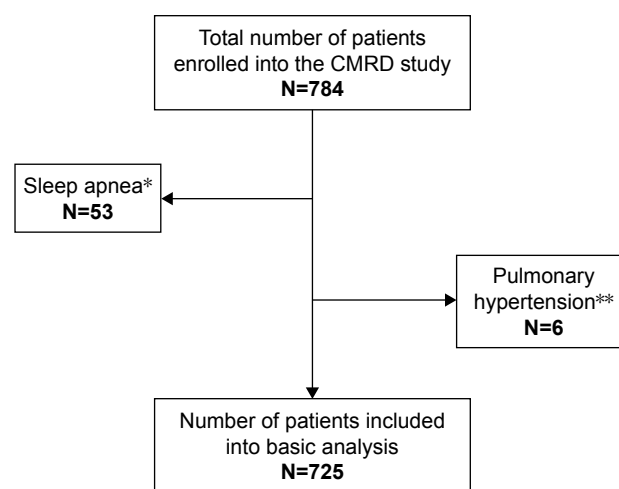 Total number of patients
enrolled into the CMRD study
N=784
Sleep apnea*
N=53
Pulmonary
hypertension**
N=6
Number of patients included
into basic analysis
N=725